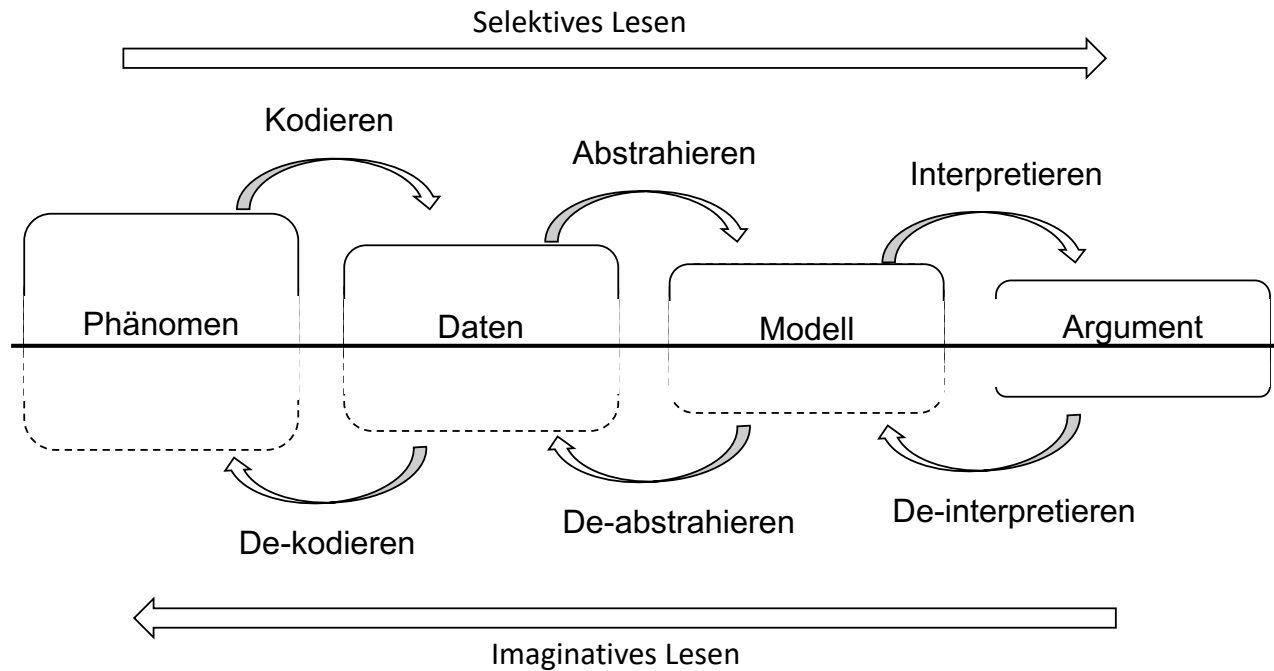 Selektives Lesen
Kodieren
Abstrahieren
Interpretieren
Phänomen
Daten
Modell
Argument
De-kodieren
De-abstrahieren
De-interpretieren
Imaginatives Lesen